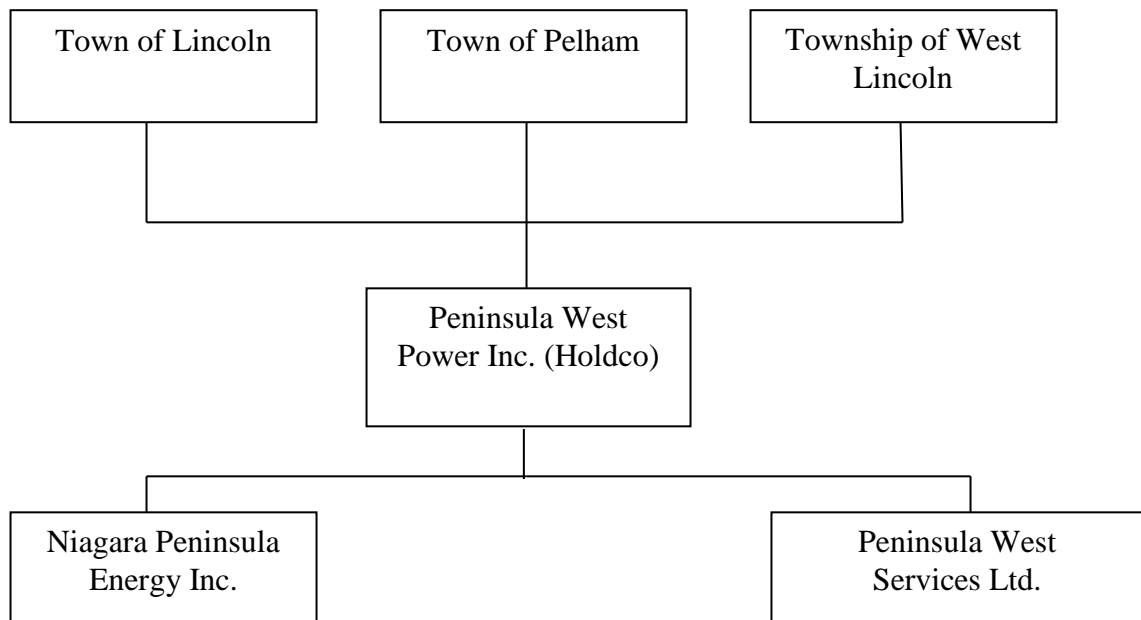 Town of Lincoln
Town of Pelham
Township of West
Lincoln
Peninsula West
Power Inc. (Holdco)
Niagara Peninsula
Energy Inc.
Peninsula West
Services Ltd.